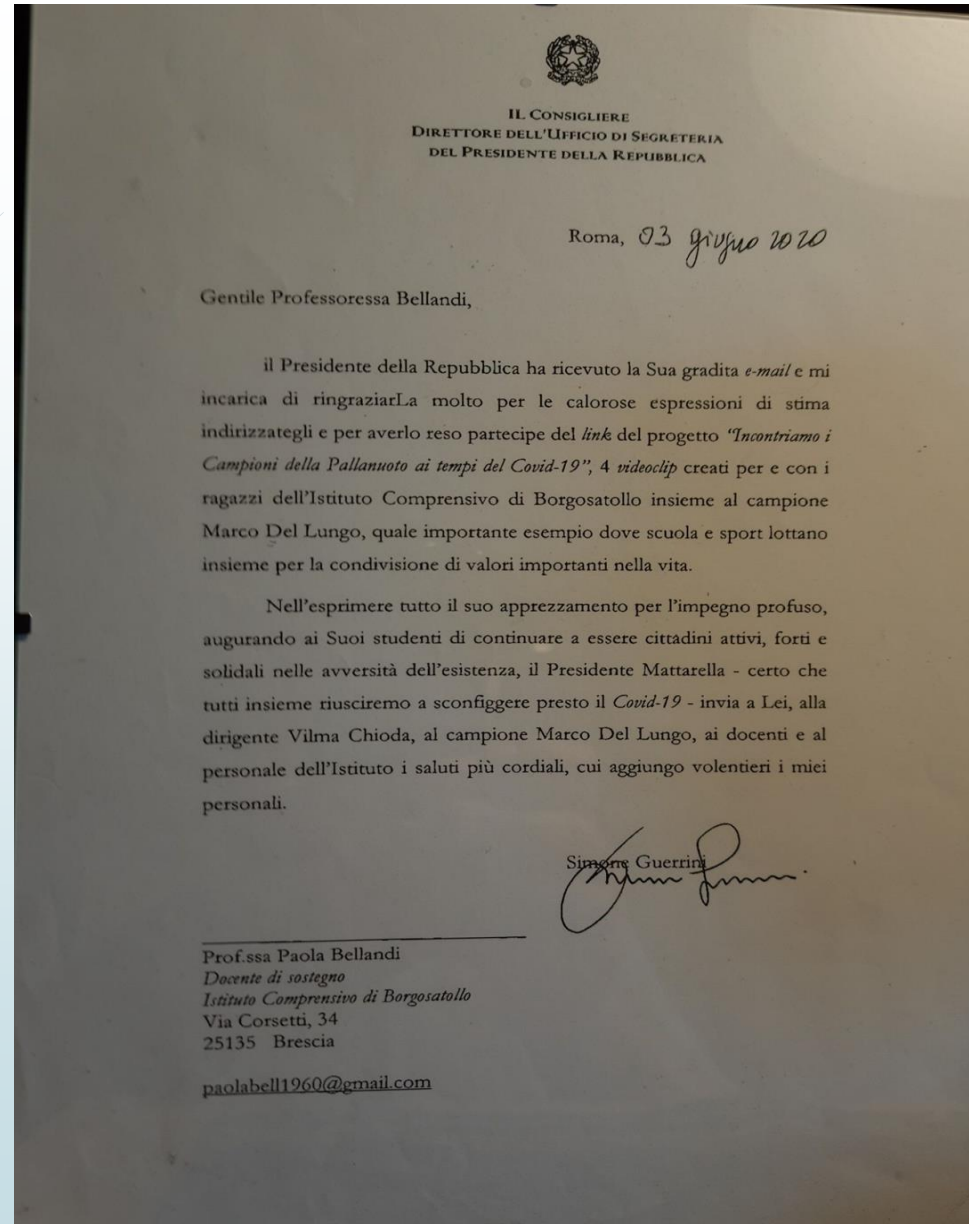 IL CONSIGLIERE
DIRETTORE DELL'UFFICIO DI SEGRETERIA
DEL PRESIDENTE DELLA REPUBBLICA
Roma, 03 giugno 2020
Gentile Professoressa Bellandi,
il Presidente della Repubblica ha ricevuto la Sua gradita e-mail e mi
incarica di ringraziarLa molto per le calorose espressioni di stima
indirizzategli e per averlo reso partecipe del link del progetto "Incontriamo i
Campioni della Pallanuoto ai tempi del Covid-19", 4 videoclip creati per e con i
ragazzi dell'Istituto Comprensivo di Borgosatollo insieme al campione
Marco Del Lungo, quale importante esempio dove scuola e sport lottano
insieme per la condivisione di valori importanti nella vita.
Nell'esprimere tutto il suo apprezzamento per l'impegno profuso,
augurando ai Suoi studenti di continuare a essere cittadini attivi, forti e
solidali nelle avversità dell'esistenza, il Presidente Mattarella - certo che
tutti insieme riusciremo a sconfiggere presto il Covid-19 - invia a Lei, alla
dirigente Vilma Chioda, al campione Marco Del Lungo, ai docenti e al
personale dell'Istituto i saluti più cordiali, cui aggiungo volentieri i miei
personali.
Simone Guerrini
Prof.ssa Paola Bellandi
Docente di sostegno
Istituto Comprensivo di Borgosatollo
Via Corsetti, 34
25135 Brescia
paolabell1960@gmail.com